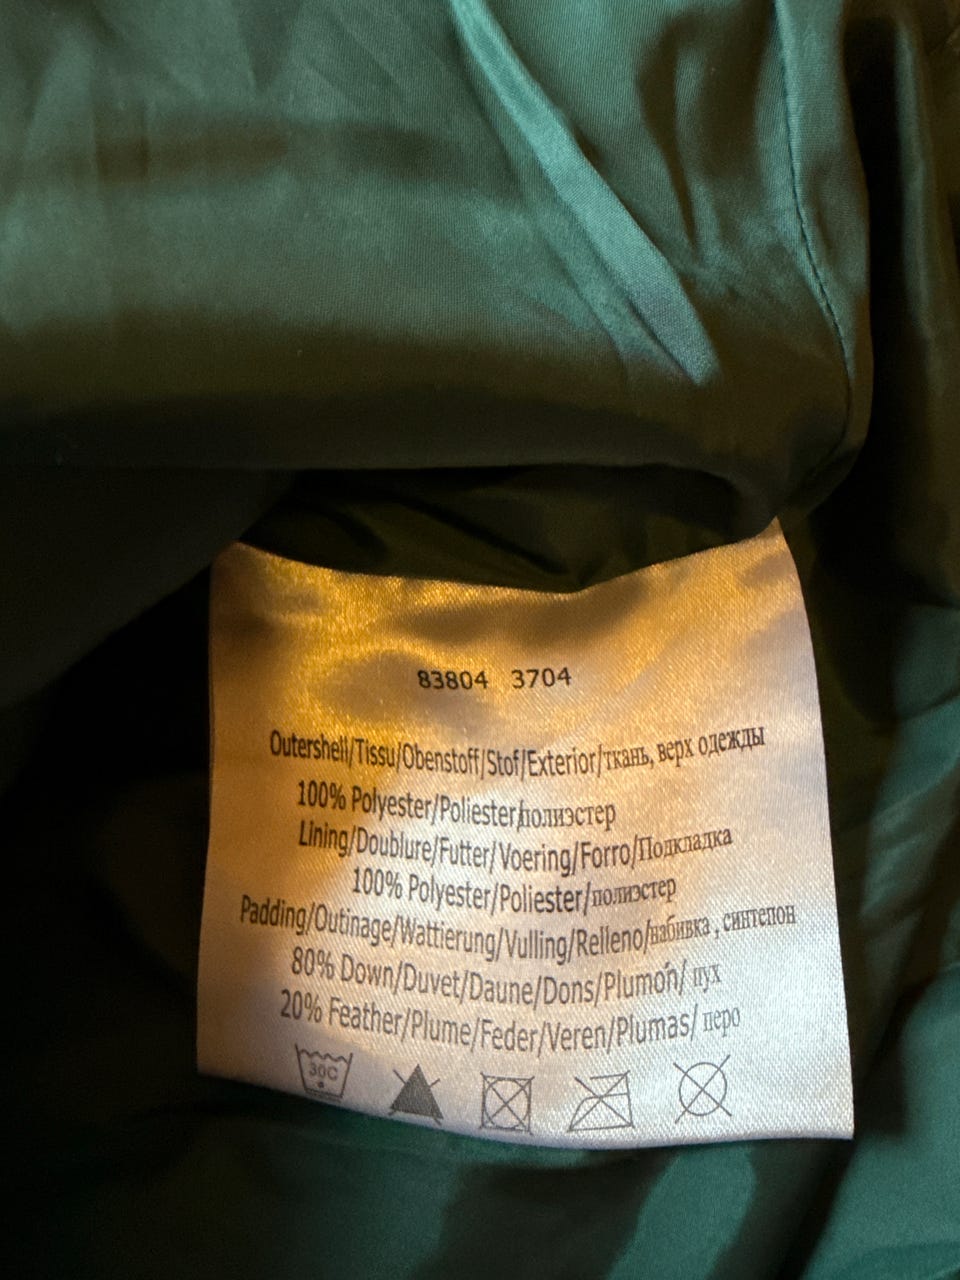 83804 3704
Outershell/Tissu/Obenstoff/Stof/Exterior/ткань, верх одежды
100% Polyester/Poliester/полиэстер
Lining/Doublure/Futter/Voering/Forro/Подкладка
100% Polyester/Poliester/полиэстер
Padding/Outinage/Wattierung/Vulling/Relleno/набивка , синтепон
80% Down/Duvet/Daune/Dons/Plumoń/ пух
20% Feather/Plume/Feder/Veren/Plumas/ перо
30C